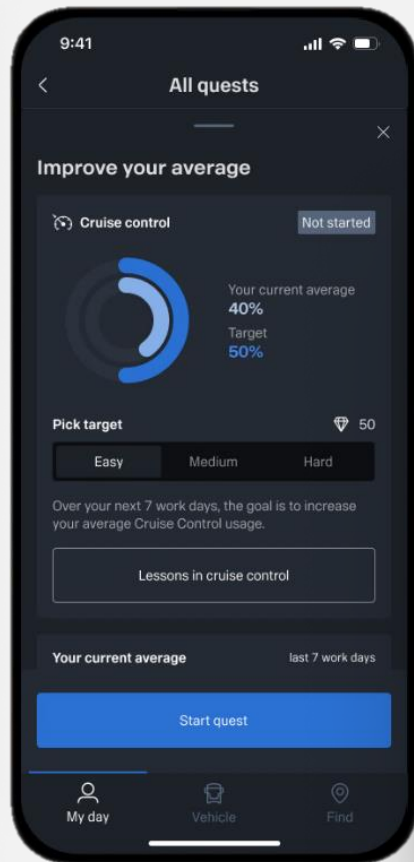 9:41
All quests
Improve your average
Cruise control
Not started
Your current average
40%
Target
50%
Pick target
50
Easy
Medium
Hard
Over your next 7 work days, the goal is to increase
your average Cruise Control usage.
Lessons in cruise control
Your current average
last 7 work days
Start quest
My day
Vehicle
Find